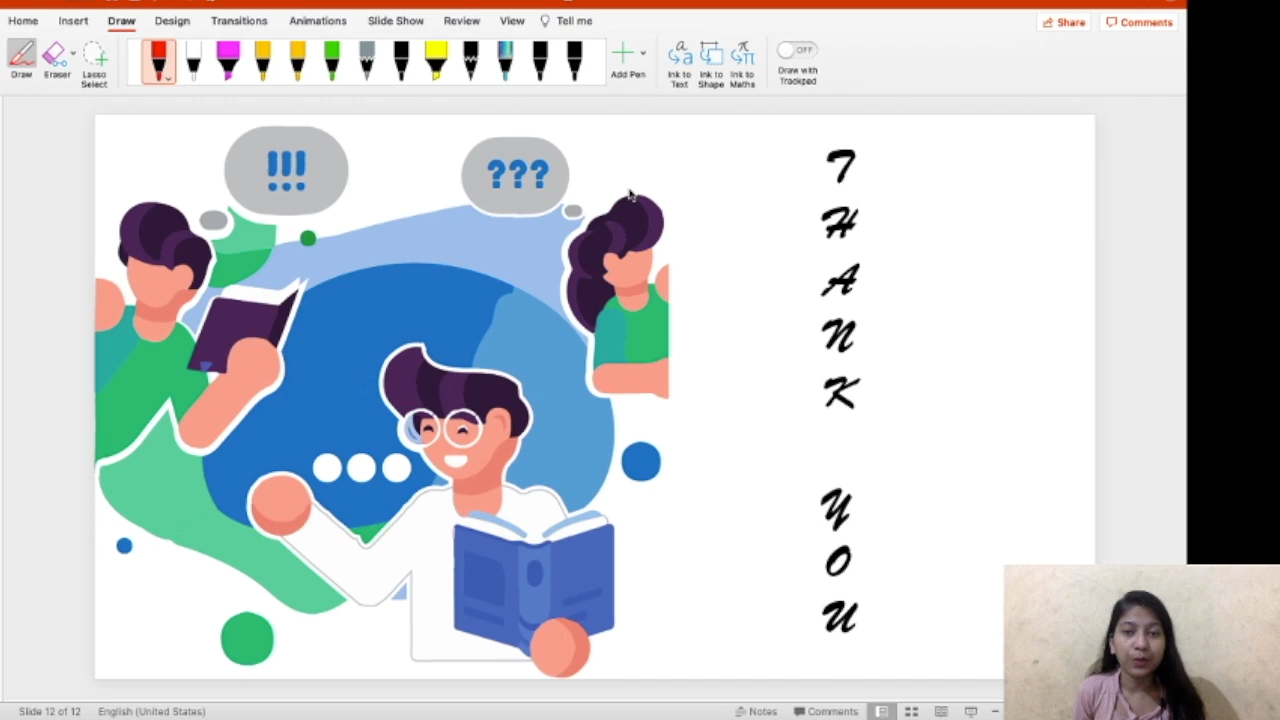 Home Insert Draw Design Transitions Animations Slide Show Review View Tell me Share Comments
Draw
Eraser
Lasso Select
Add Pen
Ink to Text
Ink to Shape
Ink to Maths
OFF
Draw with Trackpad
!!!
???
T
H
A
N
K
Y
O
U
Slide 12 of 12 English (United States) Notes Comments